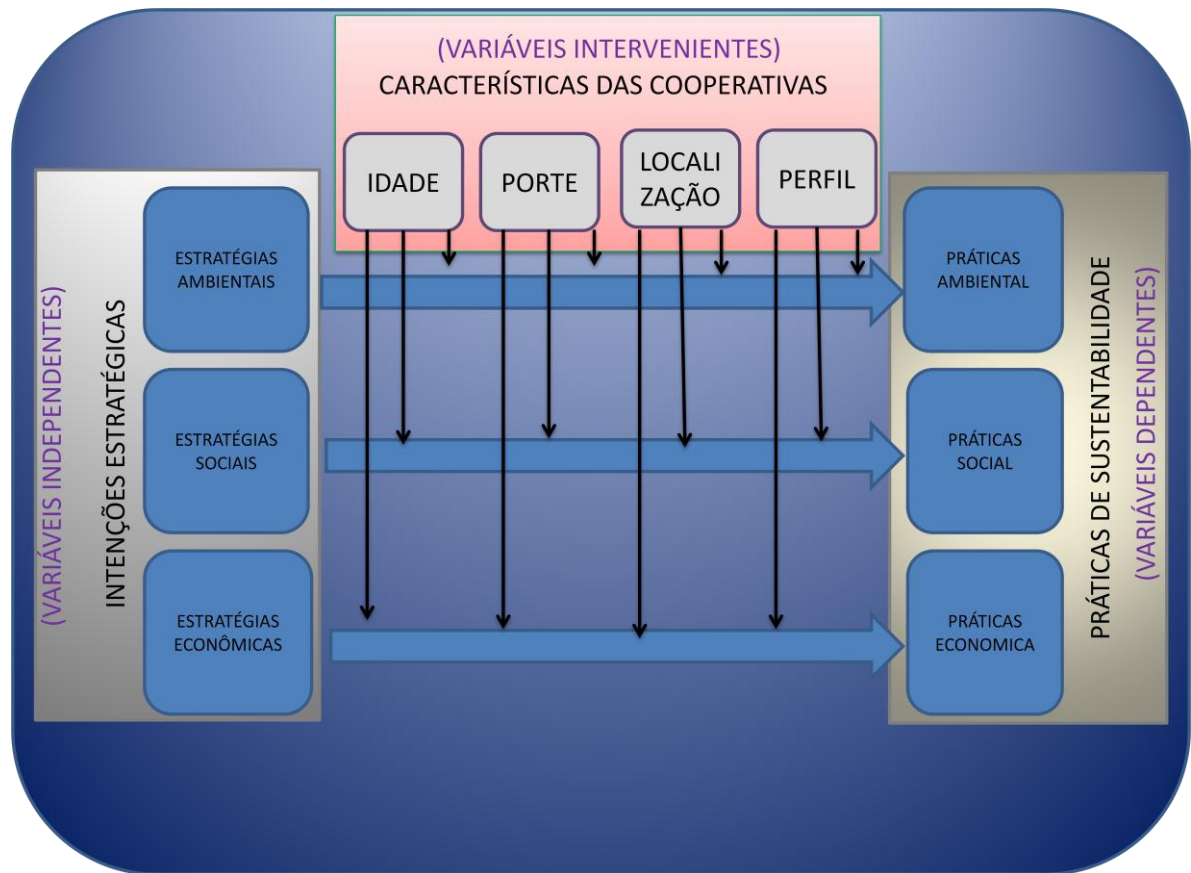 (VARIÁVEIS INTERVENIENTES)
CARACTERÍSTICAS DAS COOPERATIVAS
IDADE
PORTE
LOCALI
ZAÇÃO
PERFIL
(VARIÁVEIS INDEPENDENTES)
INTENÇÕES ESTRATÉGICAS
ESTRATÉGIAS
AMBIENTAIS
ESTRATÉGIAS
SOCIAIS
ESTRATÉGIAS
ECONÔMICAS
PRÁTICAS
AMBIENTAL
PRÁTICAS
SOCIAL
PRÁTICAS
ECONOMICA
PRÁTICAS DE SUSTENTABILIDADE
(VARIÁVEIS DEPENDENTES)